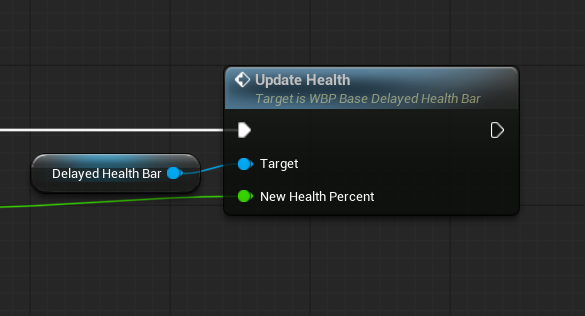 Update Health
Target is WBP Base Delayed Health Bar
Delayed Health Bar
Target
New Health Percent